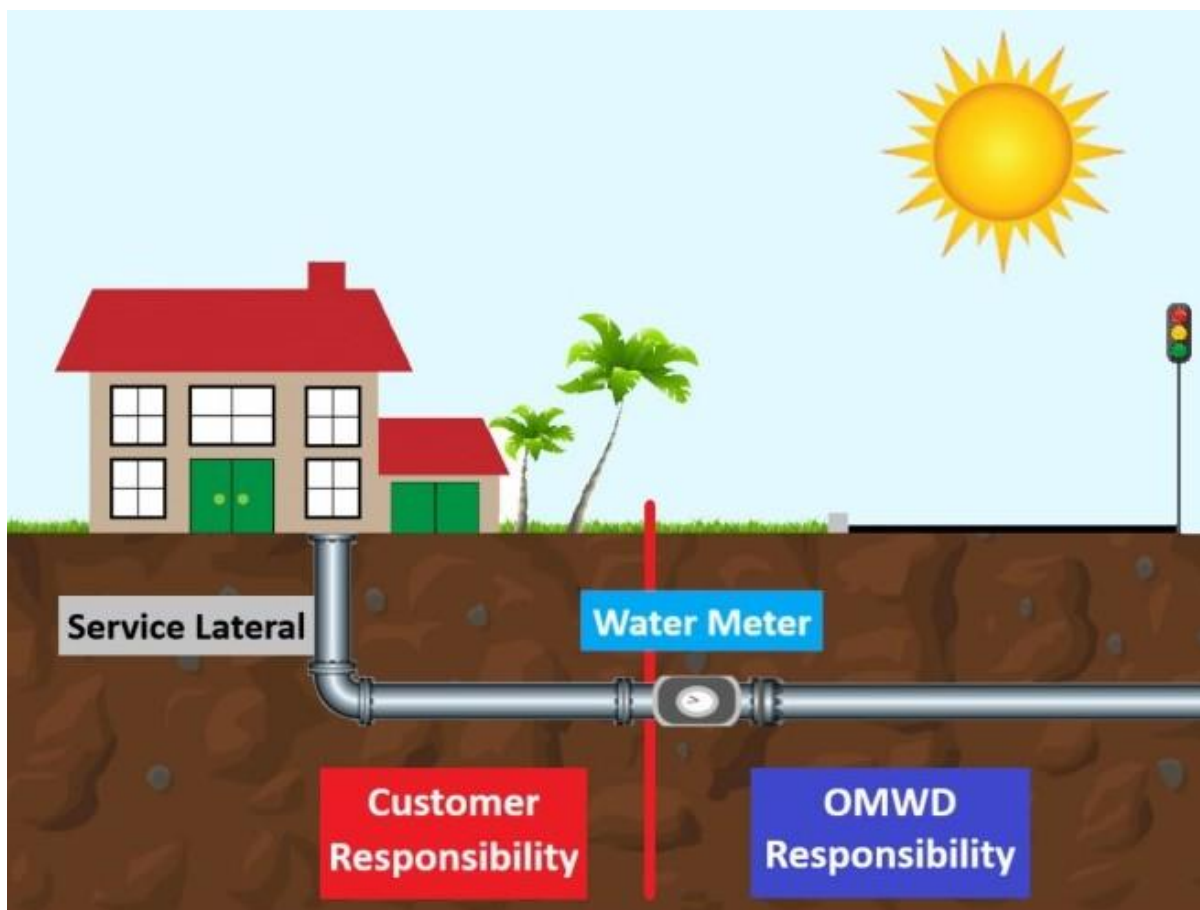 Service Lateral
Water Meter
Customer
Responsibility
OMWD
Responsibility